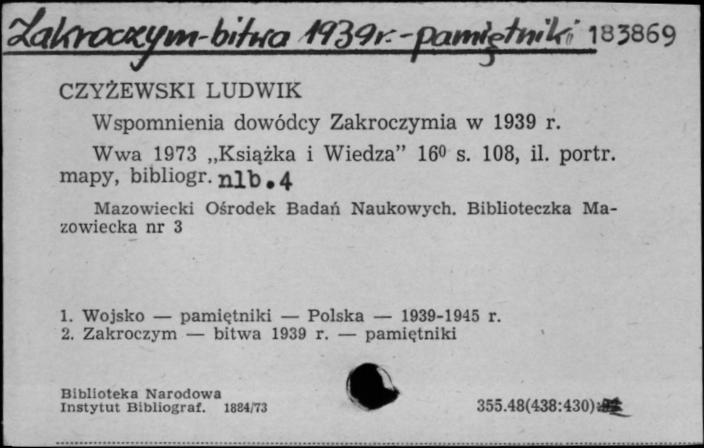 Zakroczym-bitwa 1939r.-pamiętniki 183869
CZYŻEWSKI LUDWIK
Wspomnienia dowódcy Zakroczymia w 1939 r.
Wwa 1973 „Książka i Wiedza” 16⁰ s. 108, il. portr.
mapy, bibliogr. nlb.4
Mazowiecki Ośrodek Badań Naukowych. Biblioteczka Ma-
zowiecka nr 3
1. Wojsko — pamiętniki — Polska — 1939-1945 r.
2. Zakroczym — bitwa 1939 r. — pamiętniki
Biblioteka Narodowa
Instytut Bibliograf. 1884/73
355.48(438:430)